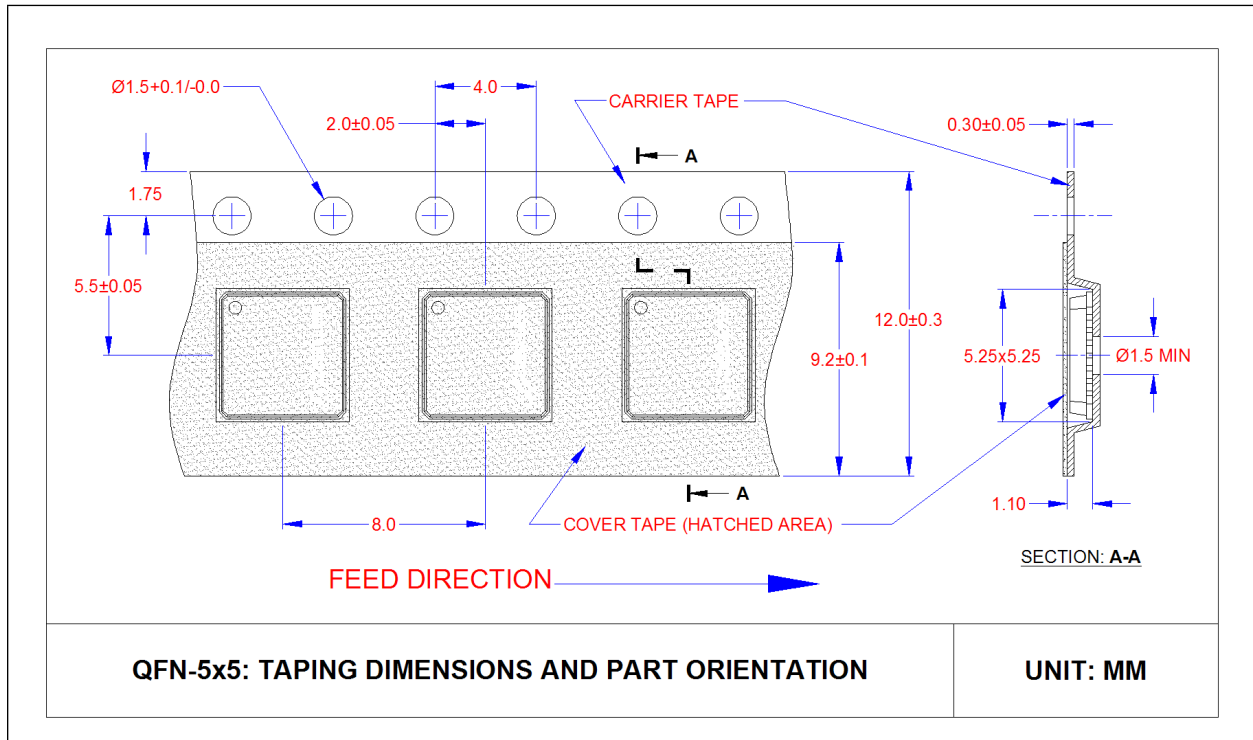 Ø1.5+0.1/-0.0
4.0
CARRIER TAPE
2.0±0.05
0.30±0.05
A
1.75
5.5±0.05
12.0±0.3
9.2±0.1
5.25x5.25
Ø1.5 MIN
A
1.10
8.0
COVER TAPE (HATCHED AREA)
SECTION: A-A
FEED DIRECTION
QFN-5x5: TAPING DIMENSIONS AND PART ORIENTATION
UNIT: MM